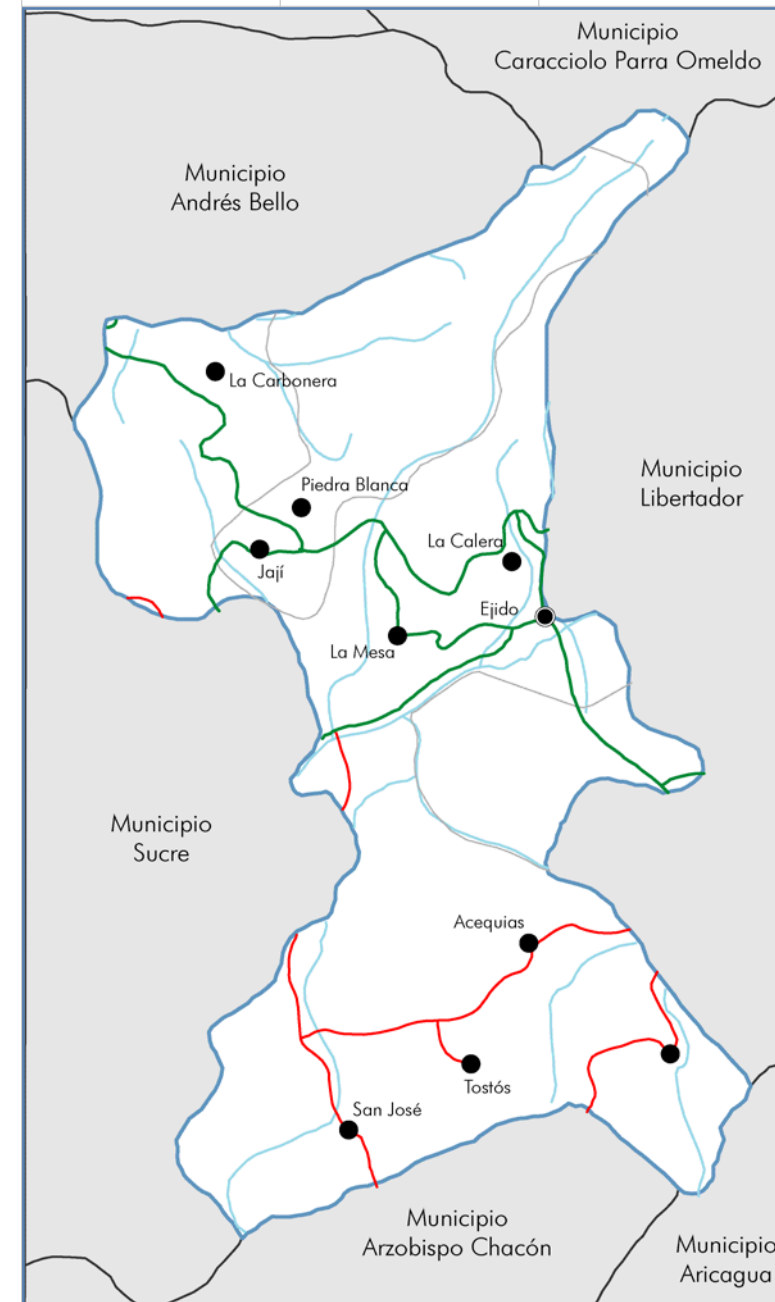 Municipio
Caracciolo Parra Omeldo
Municipio
Andrés Bello
La Carbonera
Municipio
Libertador
Piedra Blanca
La Calera
Jají
Ejido
La Mesa
Municipio
Sucre
Acequias
Tostós
San José
Municipio
Arzobispo Chacón
Municipio
Aricagua